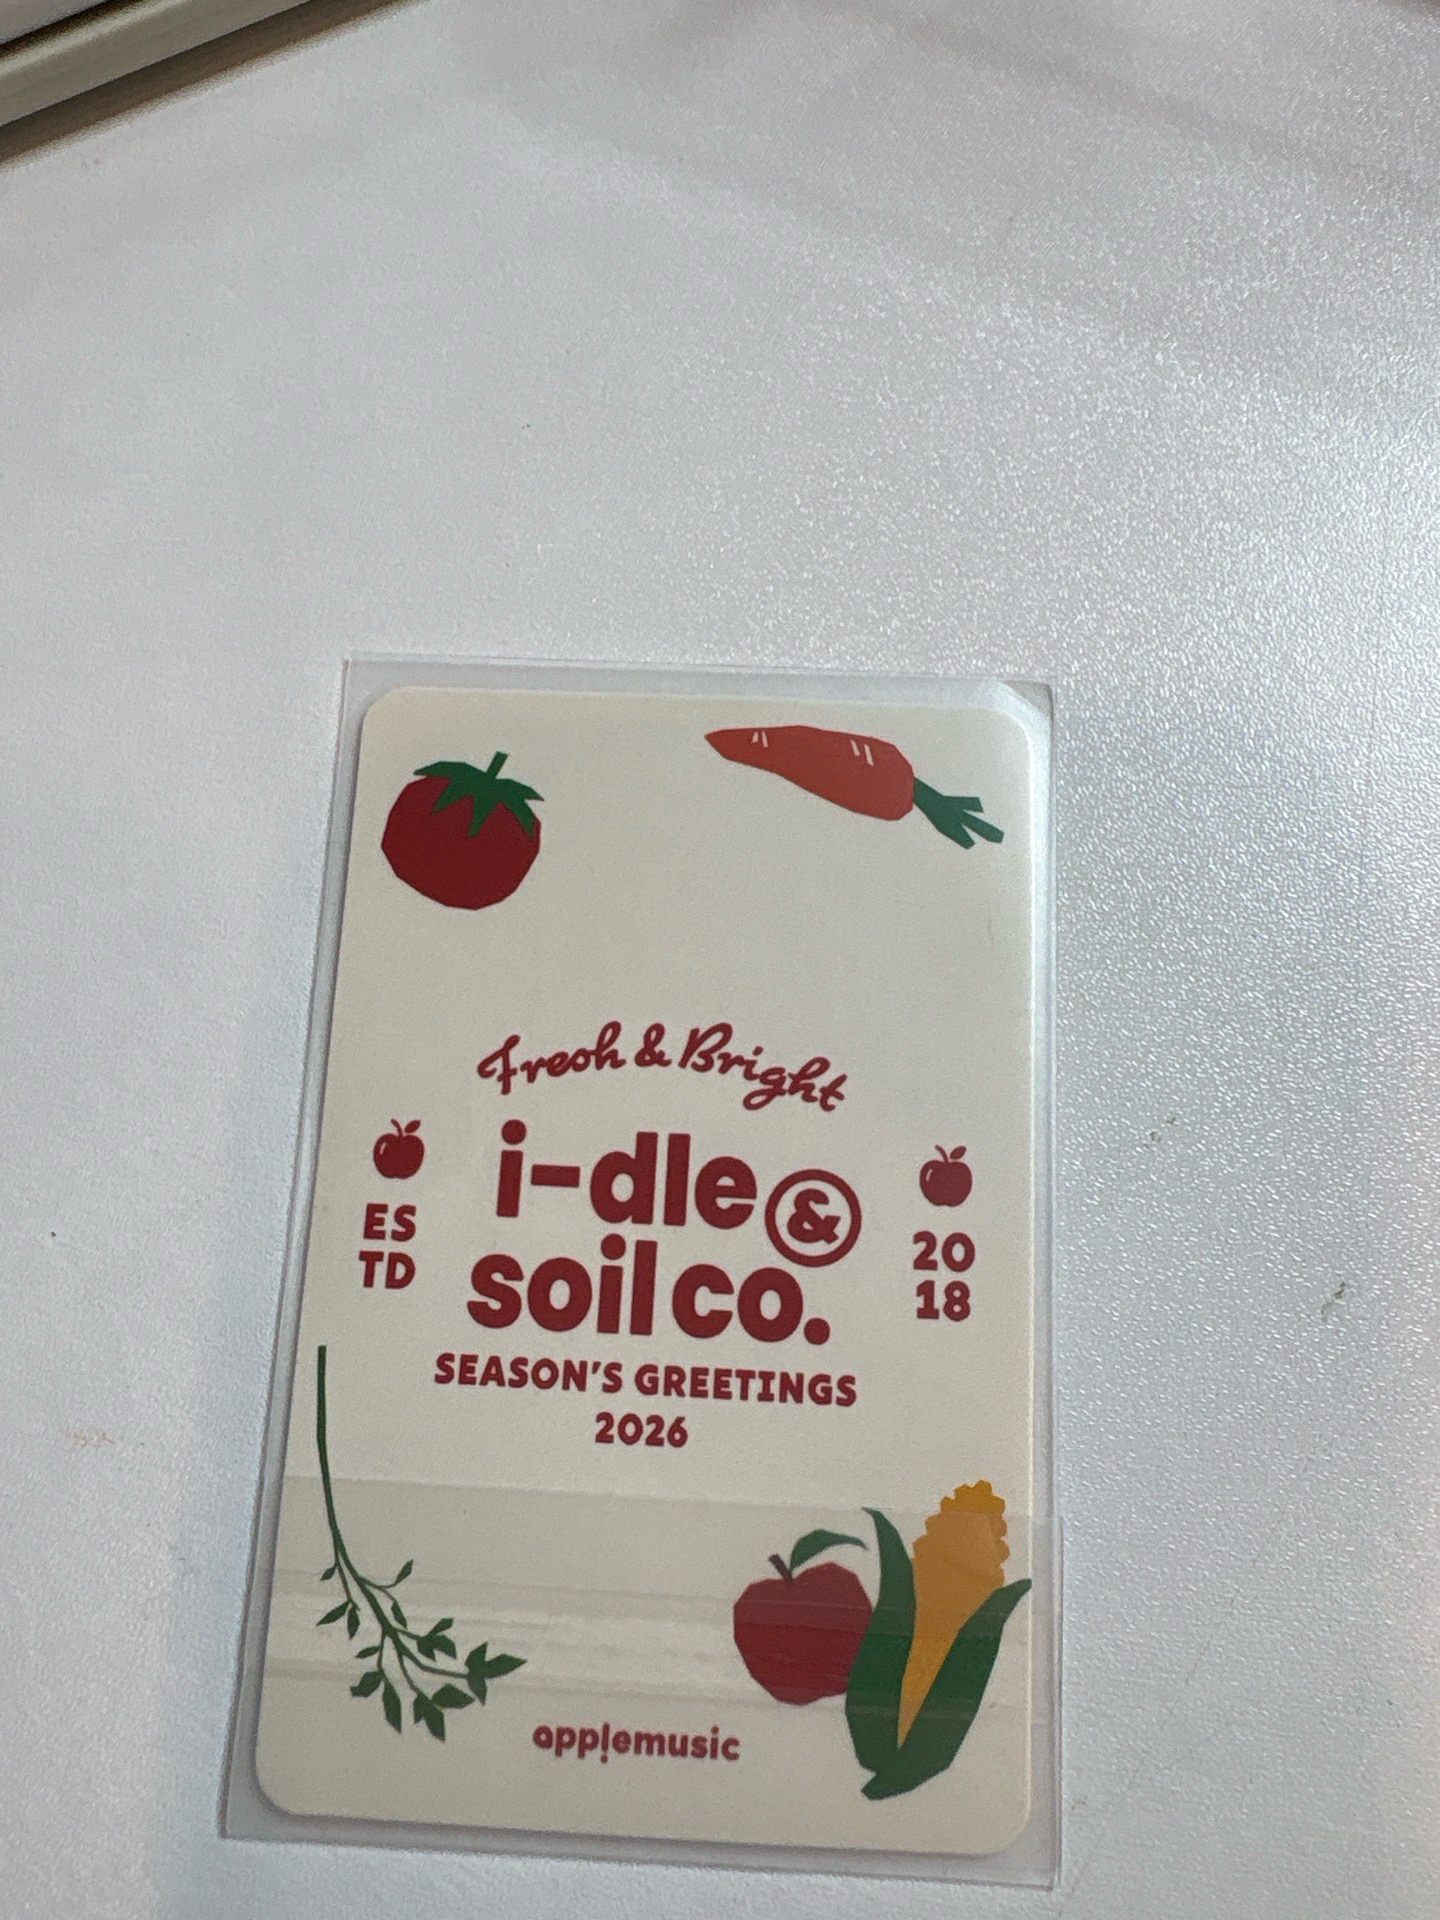 Fresh & Bright
i-dle &
soil co.
ES
TD
20
18
SEASON'S GREETINGS
2026
applemusic